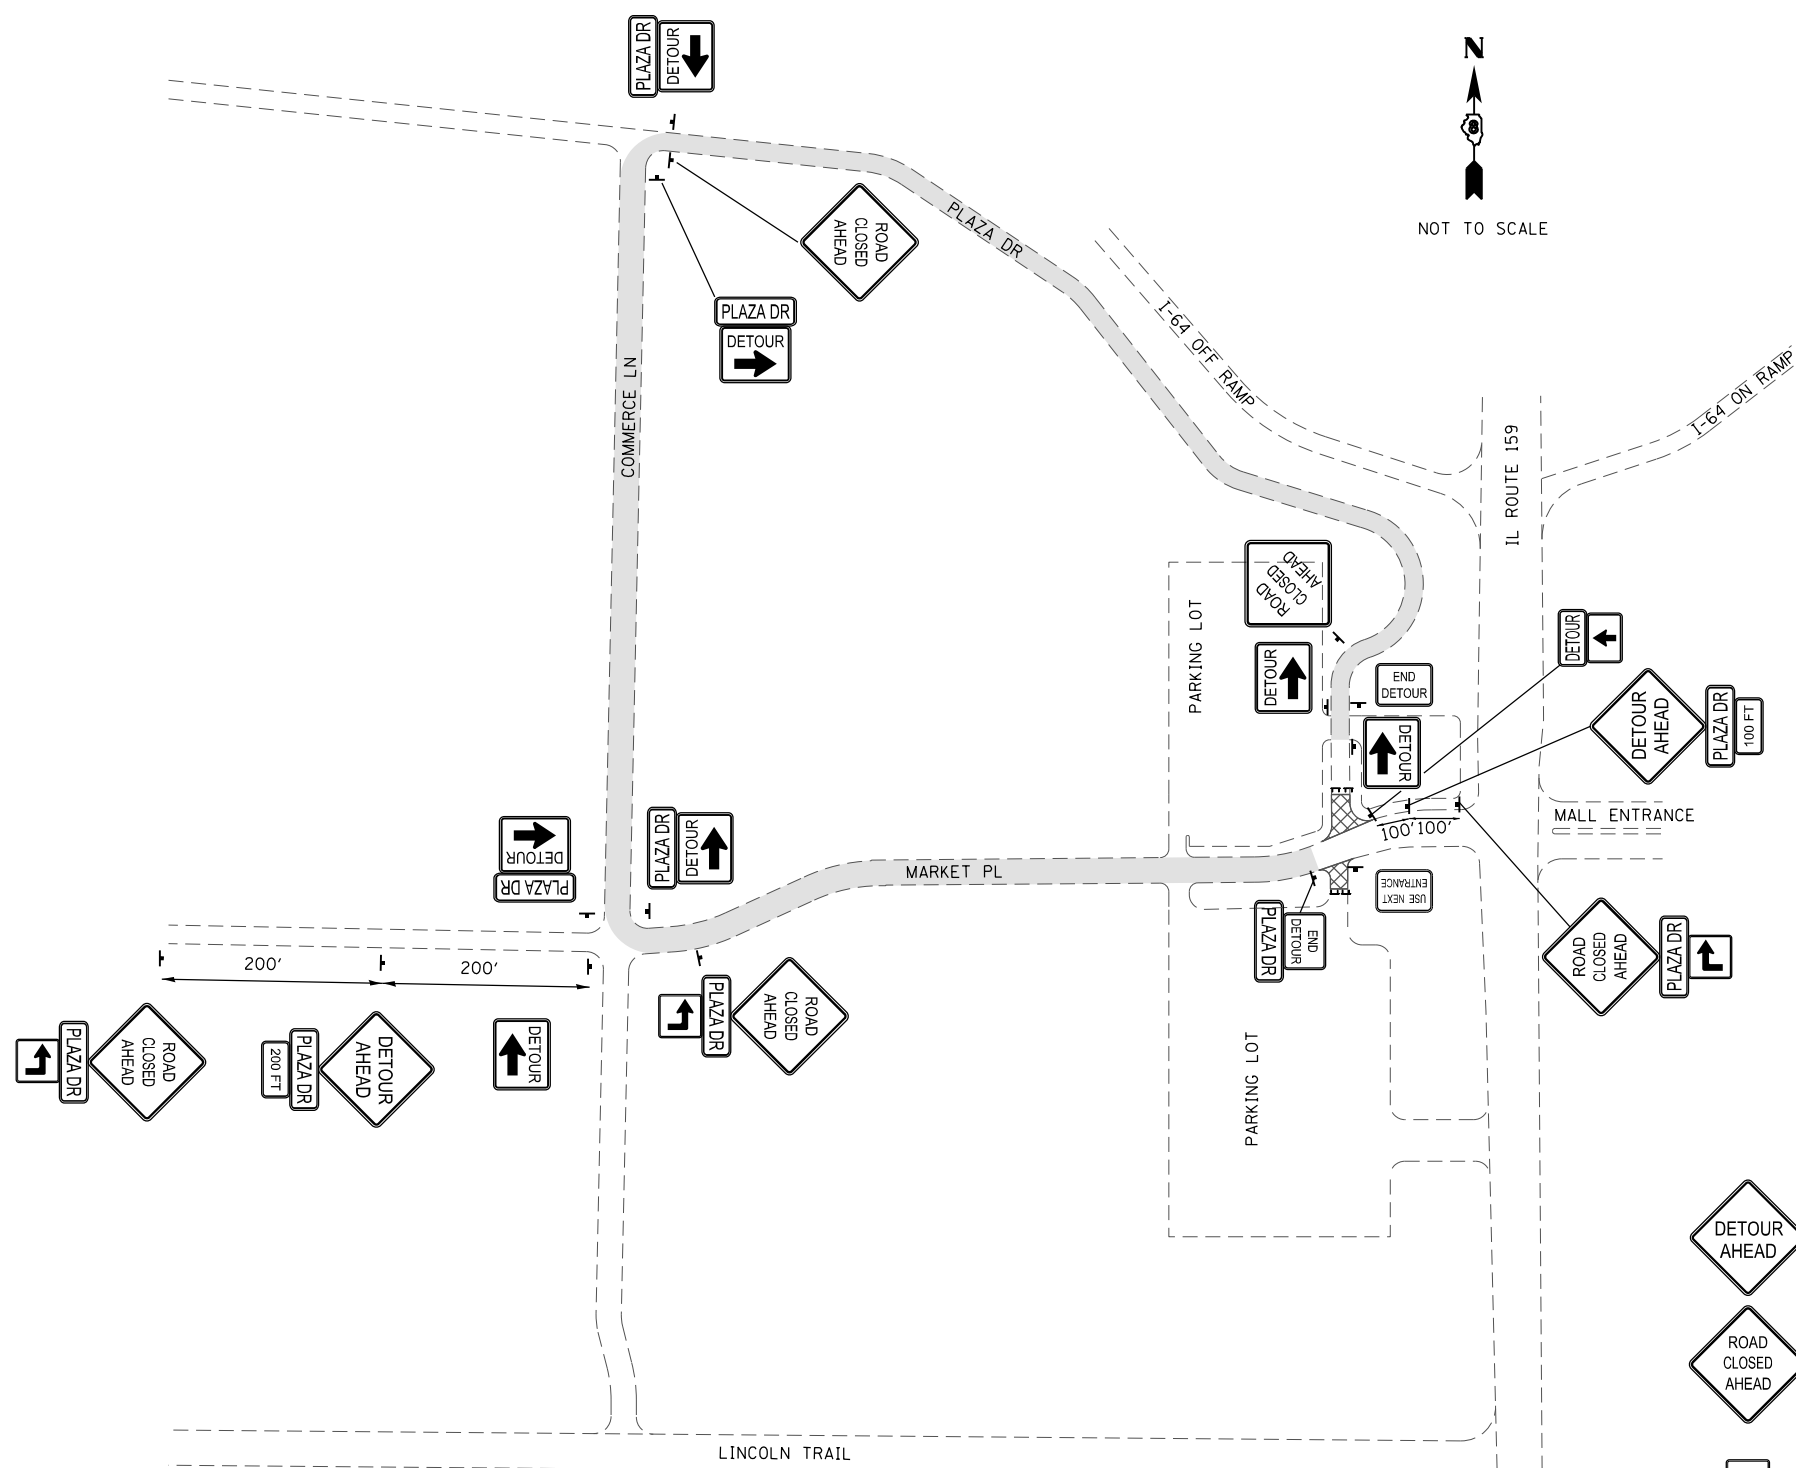 PLAZA DR
DETOUR
N
8
NOT TO SCALE
ROAD
CLOSED
AHEAD
PLAZA DR
DETOUR
PLAZA DR
COMMERCE LN
I-64 OFF RAMP
IL ROUTE 159
I-64 ON RAMP
ROAD
CLOSED
AHEAD
PARKING LOT
DETOUR
END
DETOUR
DETOUR
DETOUR
DETOUR
AHEAD
PLAZA DR
100 FT
MALL ENTRANCE
100'
100'
DETOUR
PLAZA DR
PLAZA DR
DETOUR
MARKET PL
USE NEXT
ENTRANCE
PLAZA DR
END
DETOUR
ROAD
CLOSED
AHEAD
PLAZA DR
200'
200'
PLAZA DR
ROAD
CLOSED
AHEAD
200 FT
PLAZA DR
DETOUR
AHEAD
DETOUR
PLAZA DR
ROAD
CLOSED
AHEAD
PARKING LOT
DETOUR
AHEAD
ROAD
CLOSED
AHEAD
LINCOLN TRAIL